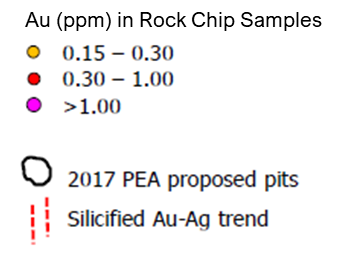 Au (ppm) in Rock Chip Samples
0.15 – 0.30
0.30 – 1.00
>1.00
2017 PEA proposed pits
Silicified Au-Ag trend